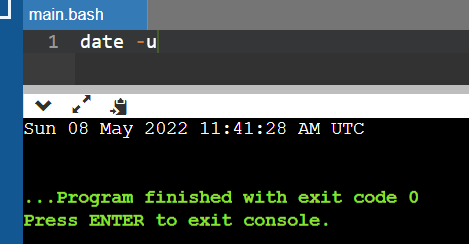 main.bash
1 date -u
Sun 08 May 2022 11:41:28 AM UTC
...Program finished with exit code 0
Press ENTER to exit console.